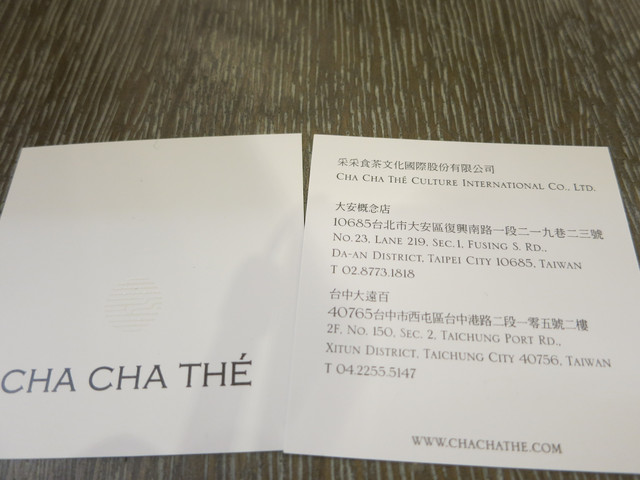 CHA CHA THÉ
采采食茶文化國際股份有限公司
CHA CHA THÉ CULTURE INTERNATIONAL CO., LTD.
大安概念店
10685台北市大安區復興南路一段二一九巷二三號
NO. 23, LANE 219, SEC. 1, FUSING S. RD.,
DA-AN DISTRICT, TAIPEI CITY 10685, TAIWAN
T 02.8773.1818
台中大遠百
40765台中市西屯區台中港路二段一零五號二樓
2F, NO. 150, SEC. 2, TAICHUNG PORT RD.,
XITUN DISTRICT, TAICHUNG CITY 40756, TAIWAN
T 04.2255.5147
WWW.CHACHATHE.COM